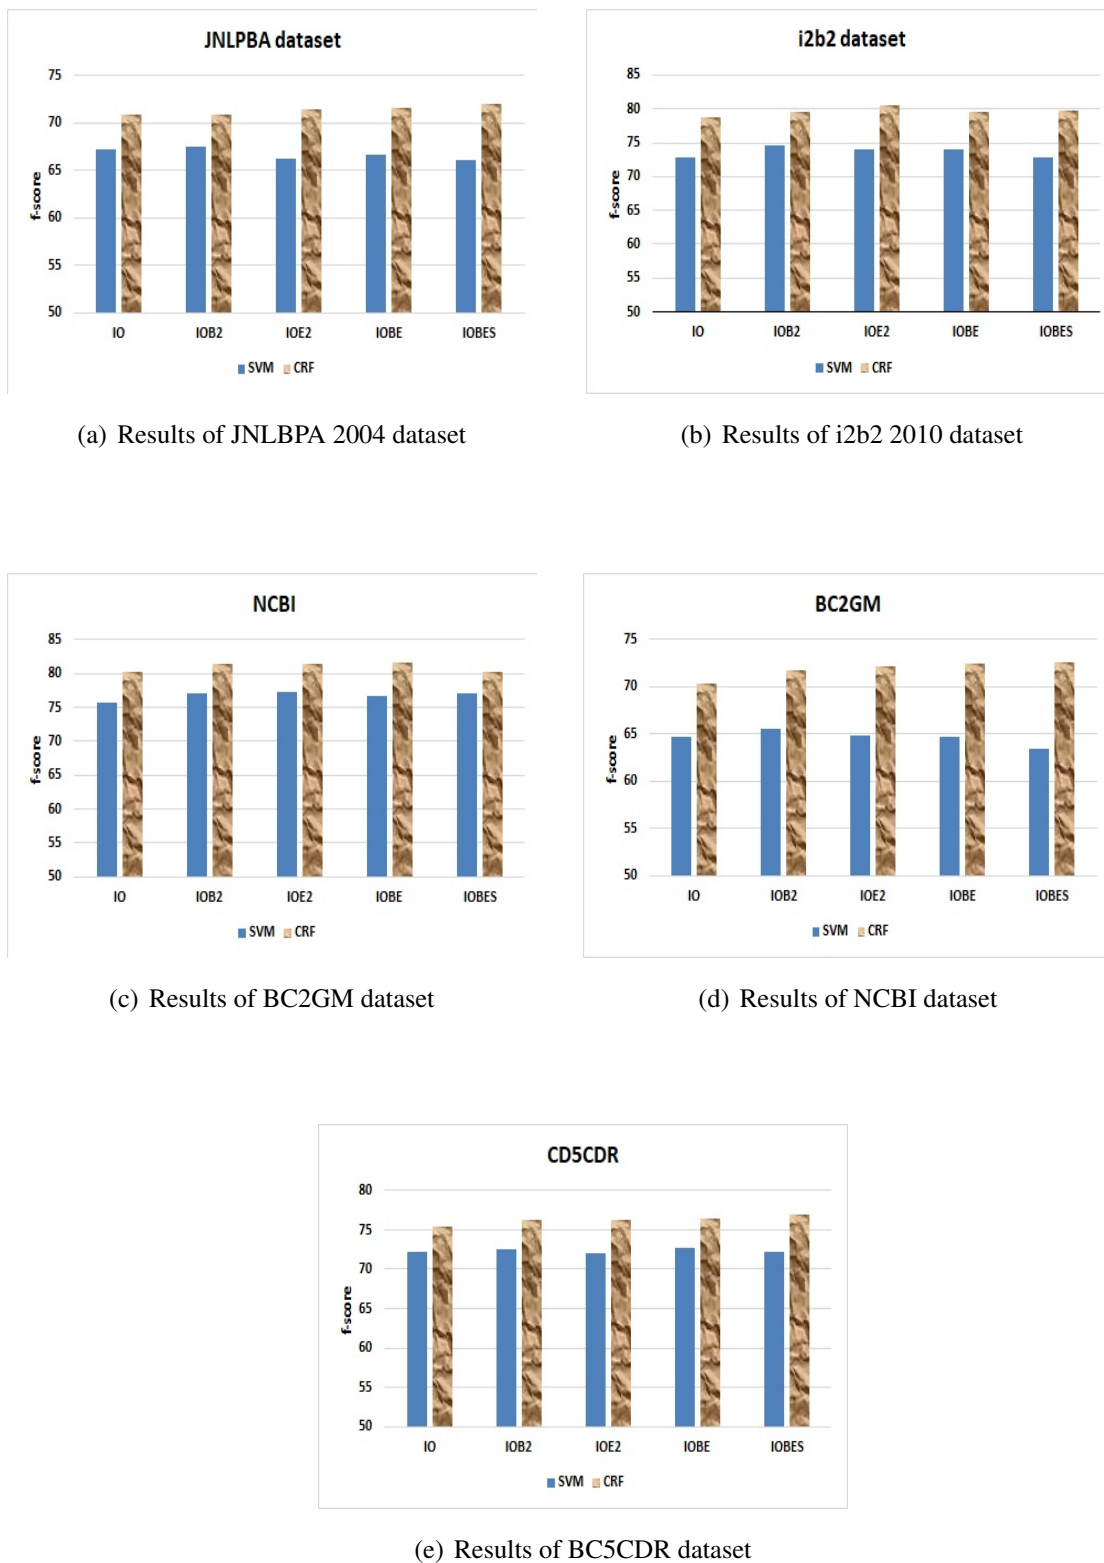 JNLPBA dataset
75
70
65
60
55
50
f-score
IO IOB2 IOE2 IOBE IOBES
SVM CRF
(a) Results of JNLBPA 2004 dataset
i2b2 dataset
85
80
75
70
65
60
55
50
f-score
IO IOB2 IOE2 IOBE IOBES
SVM CRF
(b) Results of i2b2 2010 dataset
NCBI
85
80
75
70
65
60
55
50
f-score
IO IOB2 IOE2 IOBE IOBES
SVM CRF
(c) Results of BC2GM dataset
BC2GM
75
70
65
60
55
50
f-score
IO IOB2 IOE2 IOBE IOBES
SVM CRF
(d) Results of NCBI dataset
CD5CDR
80
75
70
65
60
55
50
f-score
IO IOB2 IOE2 IOBE IOBES
SVM CRF
(e) Results of BC5CDR dataset